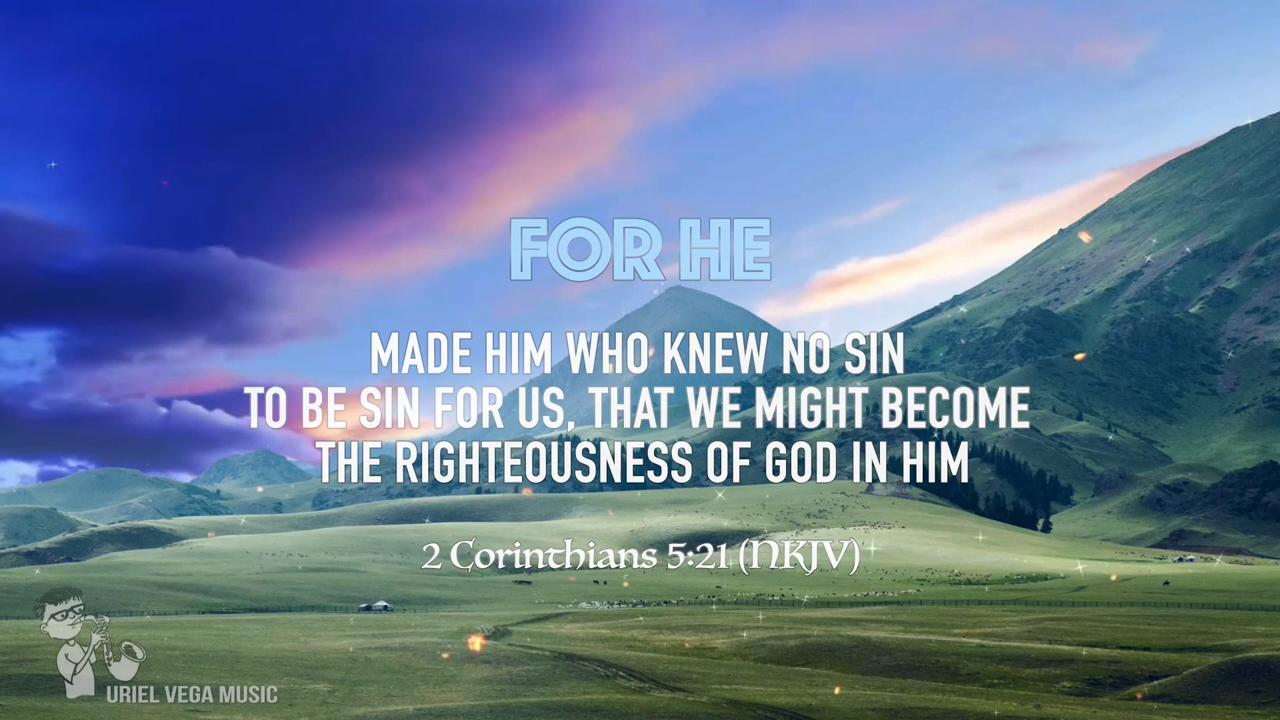 FOR HE
MADE HIM WHO KNEW NO SIN
TO BE SIN FOR US, THAT WE MIGHT BECOME
THE RIGHTEOUSNESS OF GOD IN HIM
2 Corinthians 5:21 (NKJV)
URIEL VEGA MUSIC